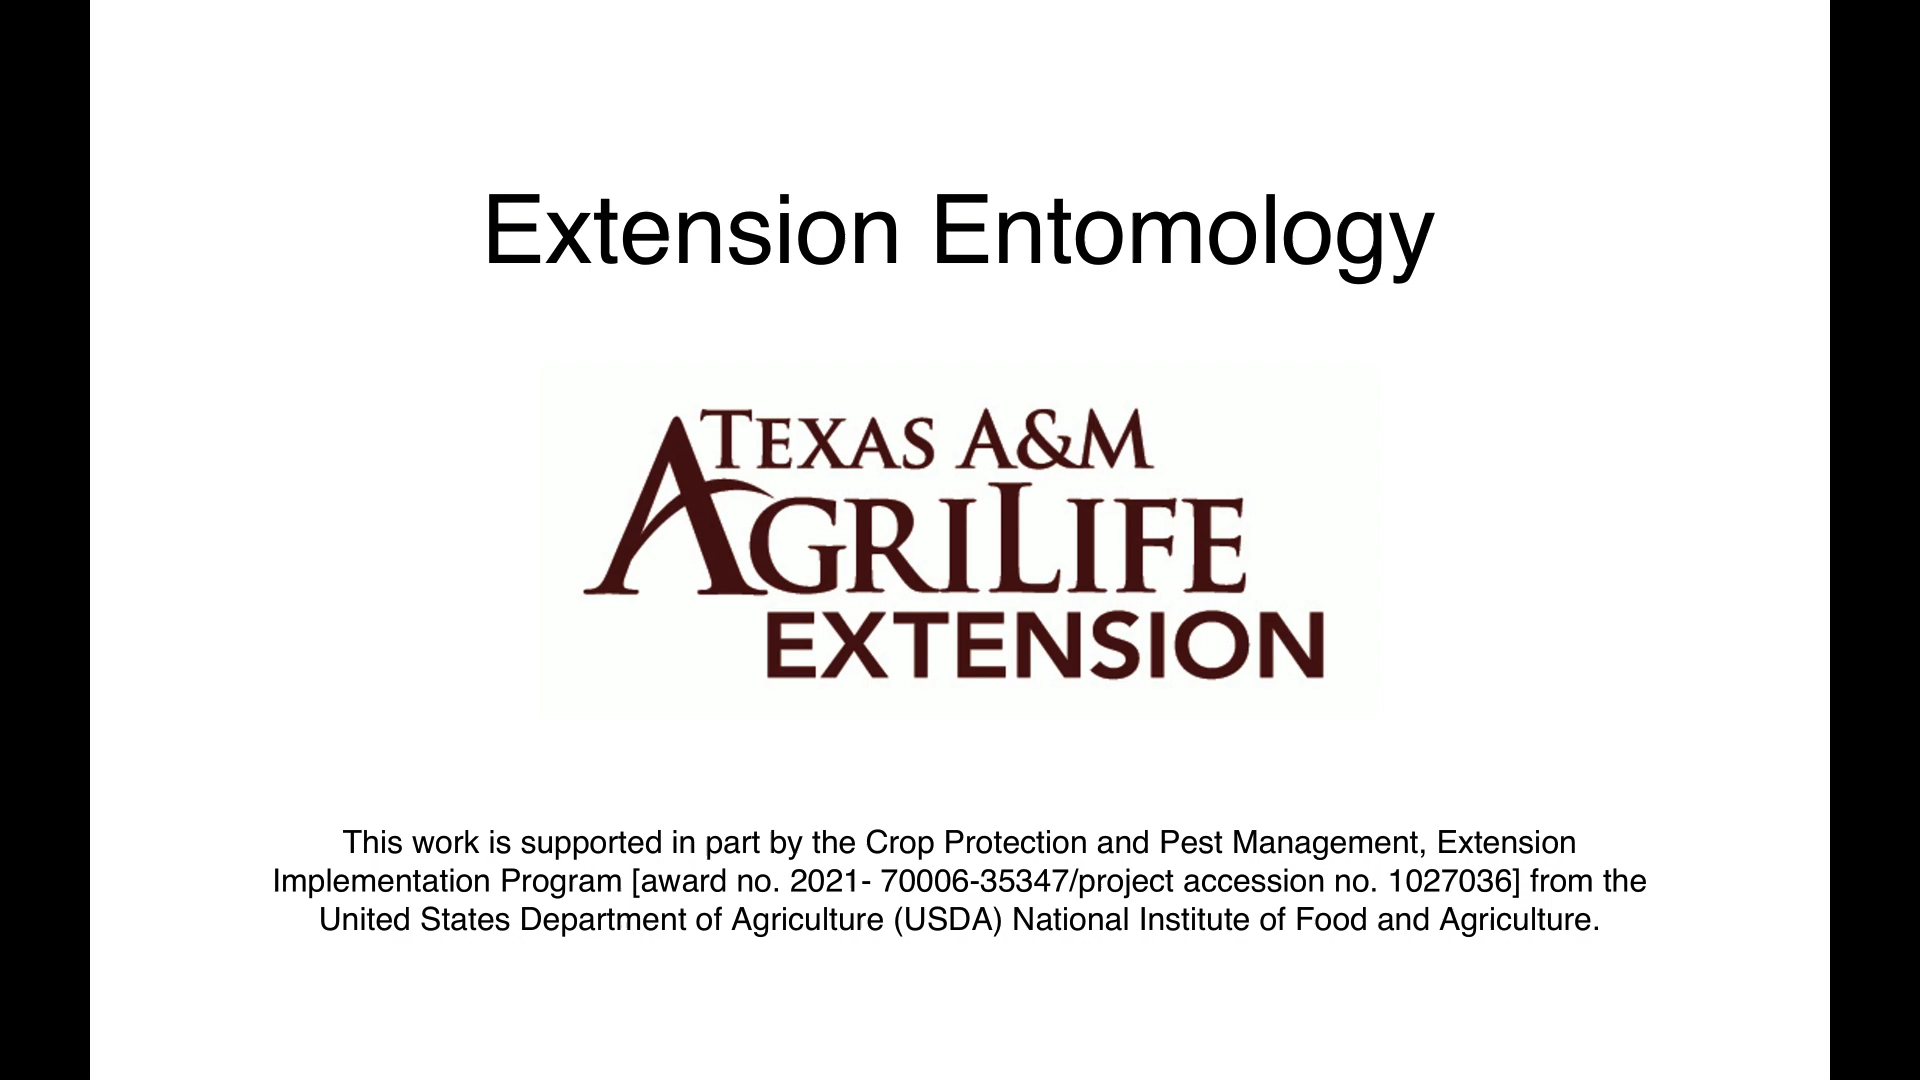 Extension Entomology
TEXAS A&M
AGRILIFE
EXTENSION
This work is supported in part by the Crop Protection and Pest Management, Extension
Implementation Program [award no. 2021- 70006-35347/project accession no. 1027036] from the
United States Department of Agriculture (USDA) National Institute of Food and Agriculture.